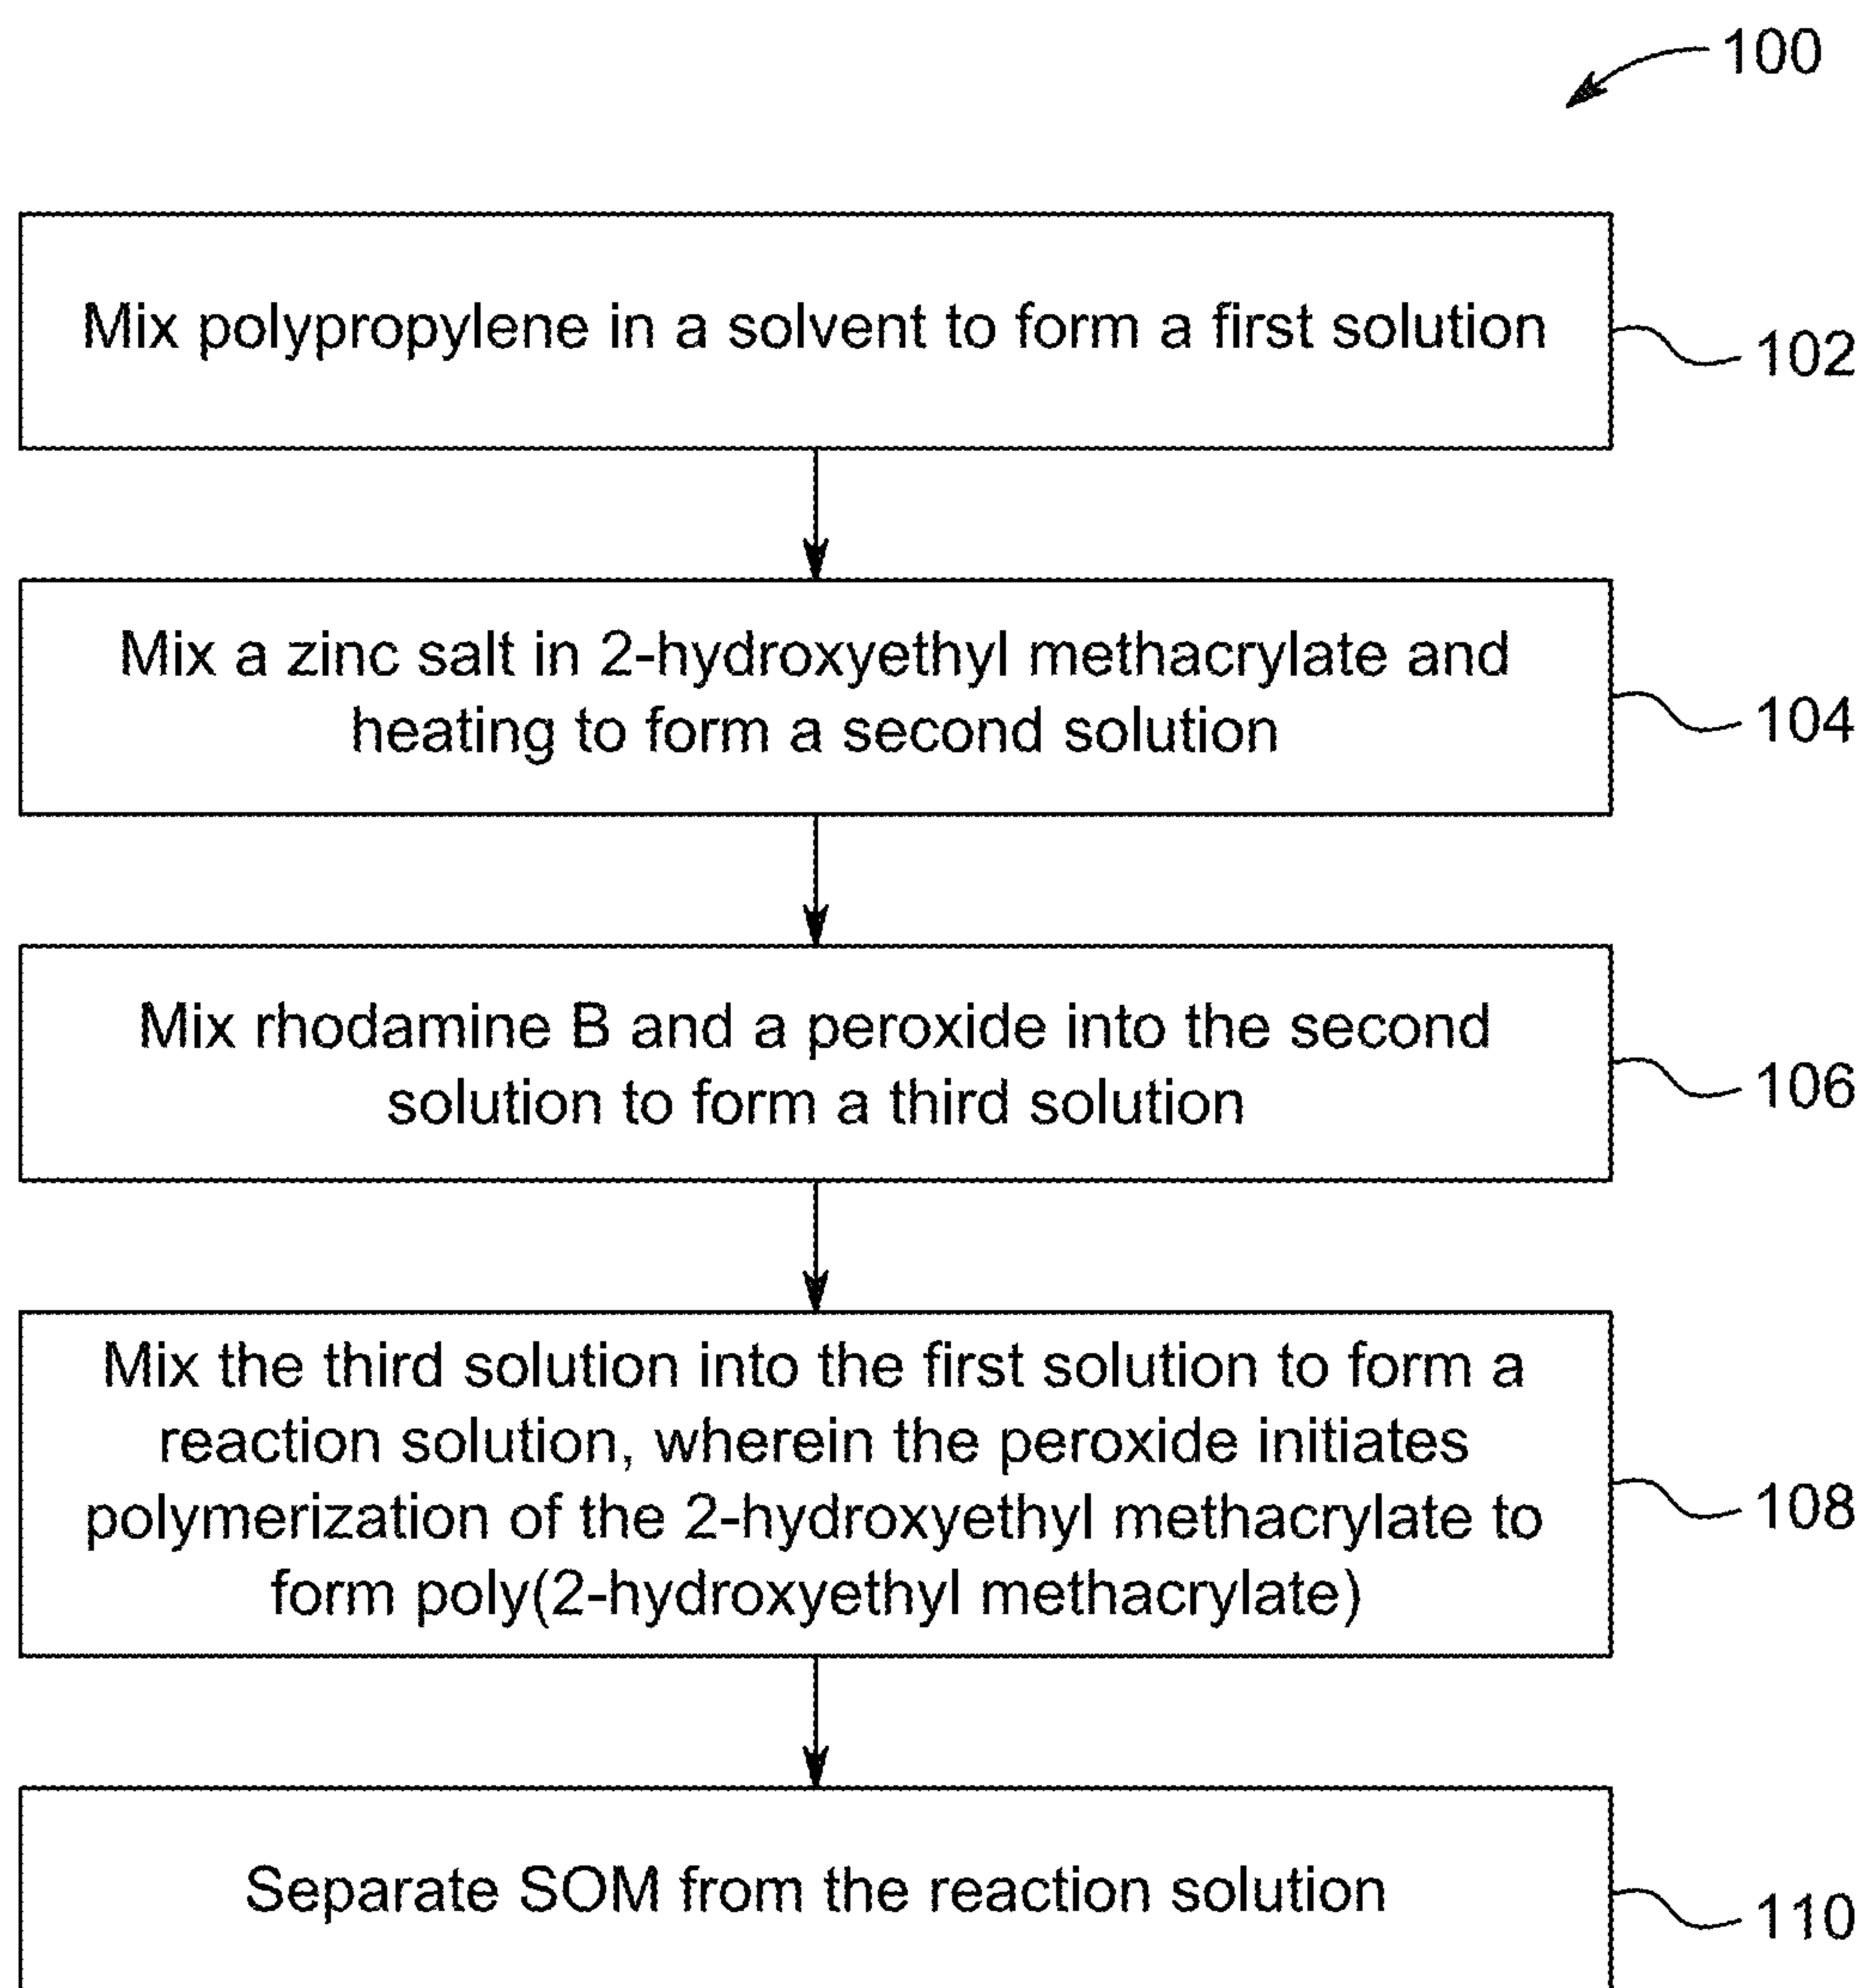 100
Mix polypropylene in a solvent to form a first solution
102
Mix a zinc salt in 2-hydroxyethyl methacrylate and
heating to form a second solution
104
Mix rhodamine B and a peroxide into the second
solution to form a third solution
106
Mix the third solution into the first solution to form a
reaction solution, wherein the peroxide initiates
polymerization of the 2-hydroxyethyl methacrylate to
form poly(2-hydroxyethyl methacrylate)
108
Separate SOM from the reaction solution
110